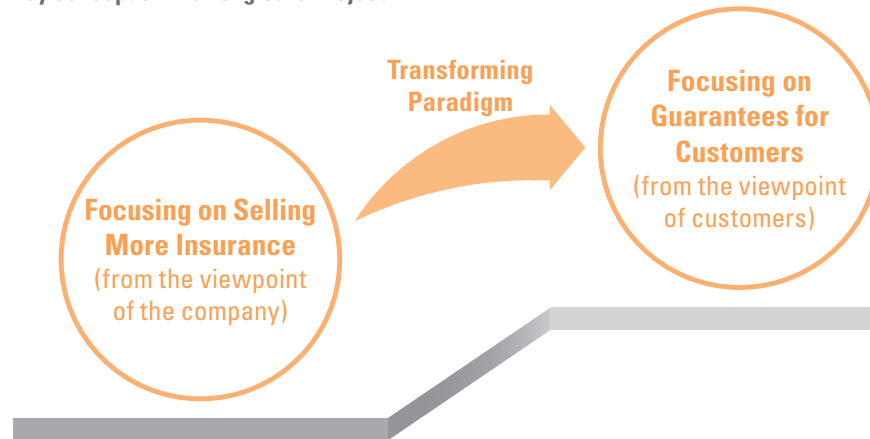 Transforming
Paradigm
Focusing on
Guarantees for
Customers
(from the viewpoint
of customers)
Focusing on Selling
More Insurance
(from the viewpoint
of the company)